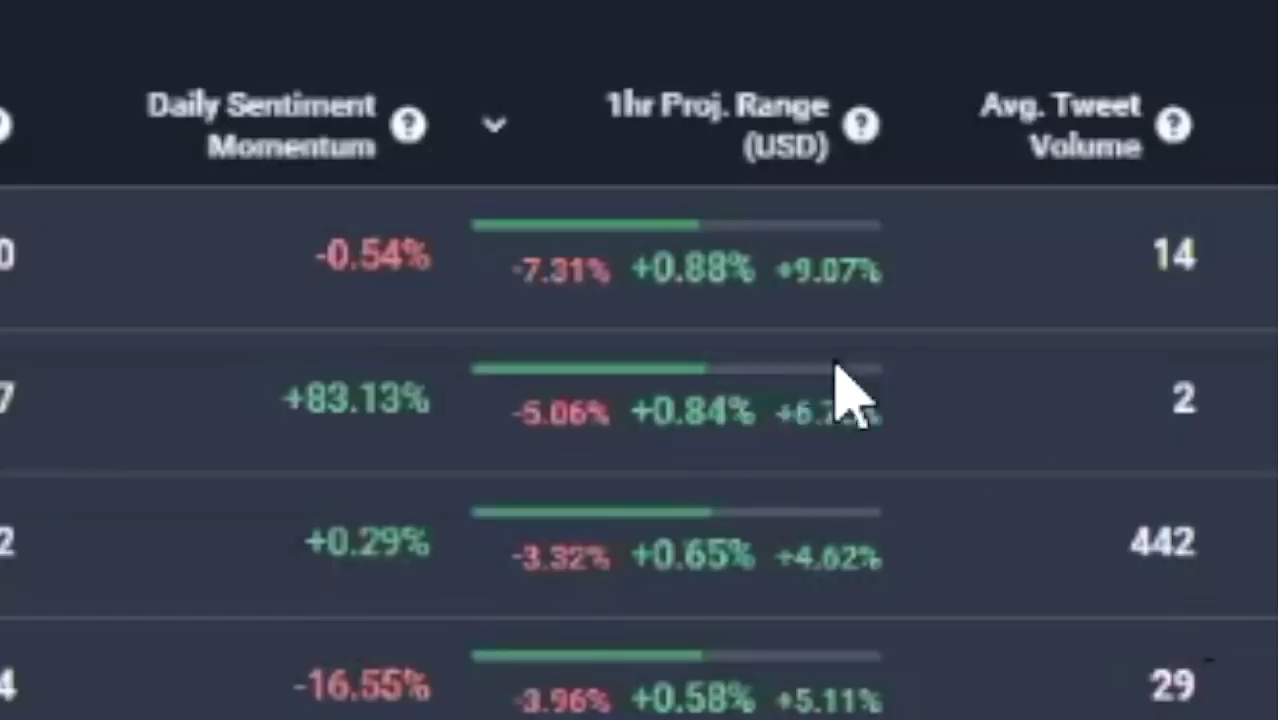 Daily Sentiment Momentum
1hr Proj. Range (USD)
Avg. Tweet Volume
0 -0.54% -7.31% +0.88% +9.07% 14
7 +83.13% -5.06% +0.84% 2
2 +0.29% -3.32% +0.65% +4.62% 442
4 -16.55% -3.96% +0.58% +5.11% 29